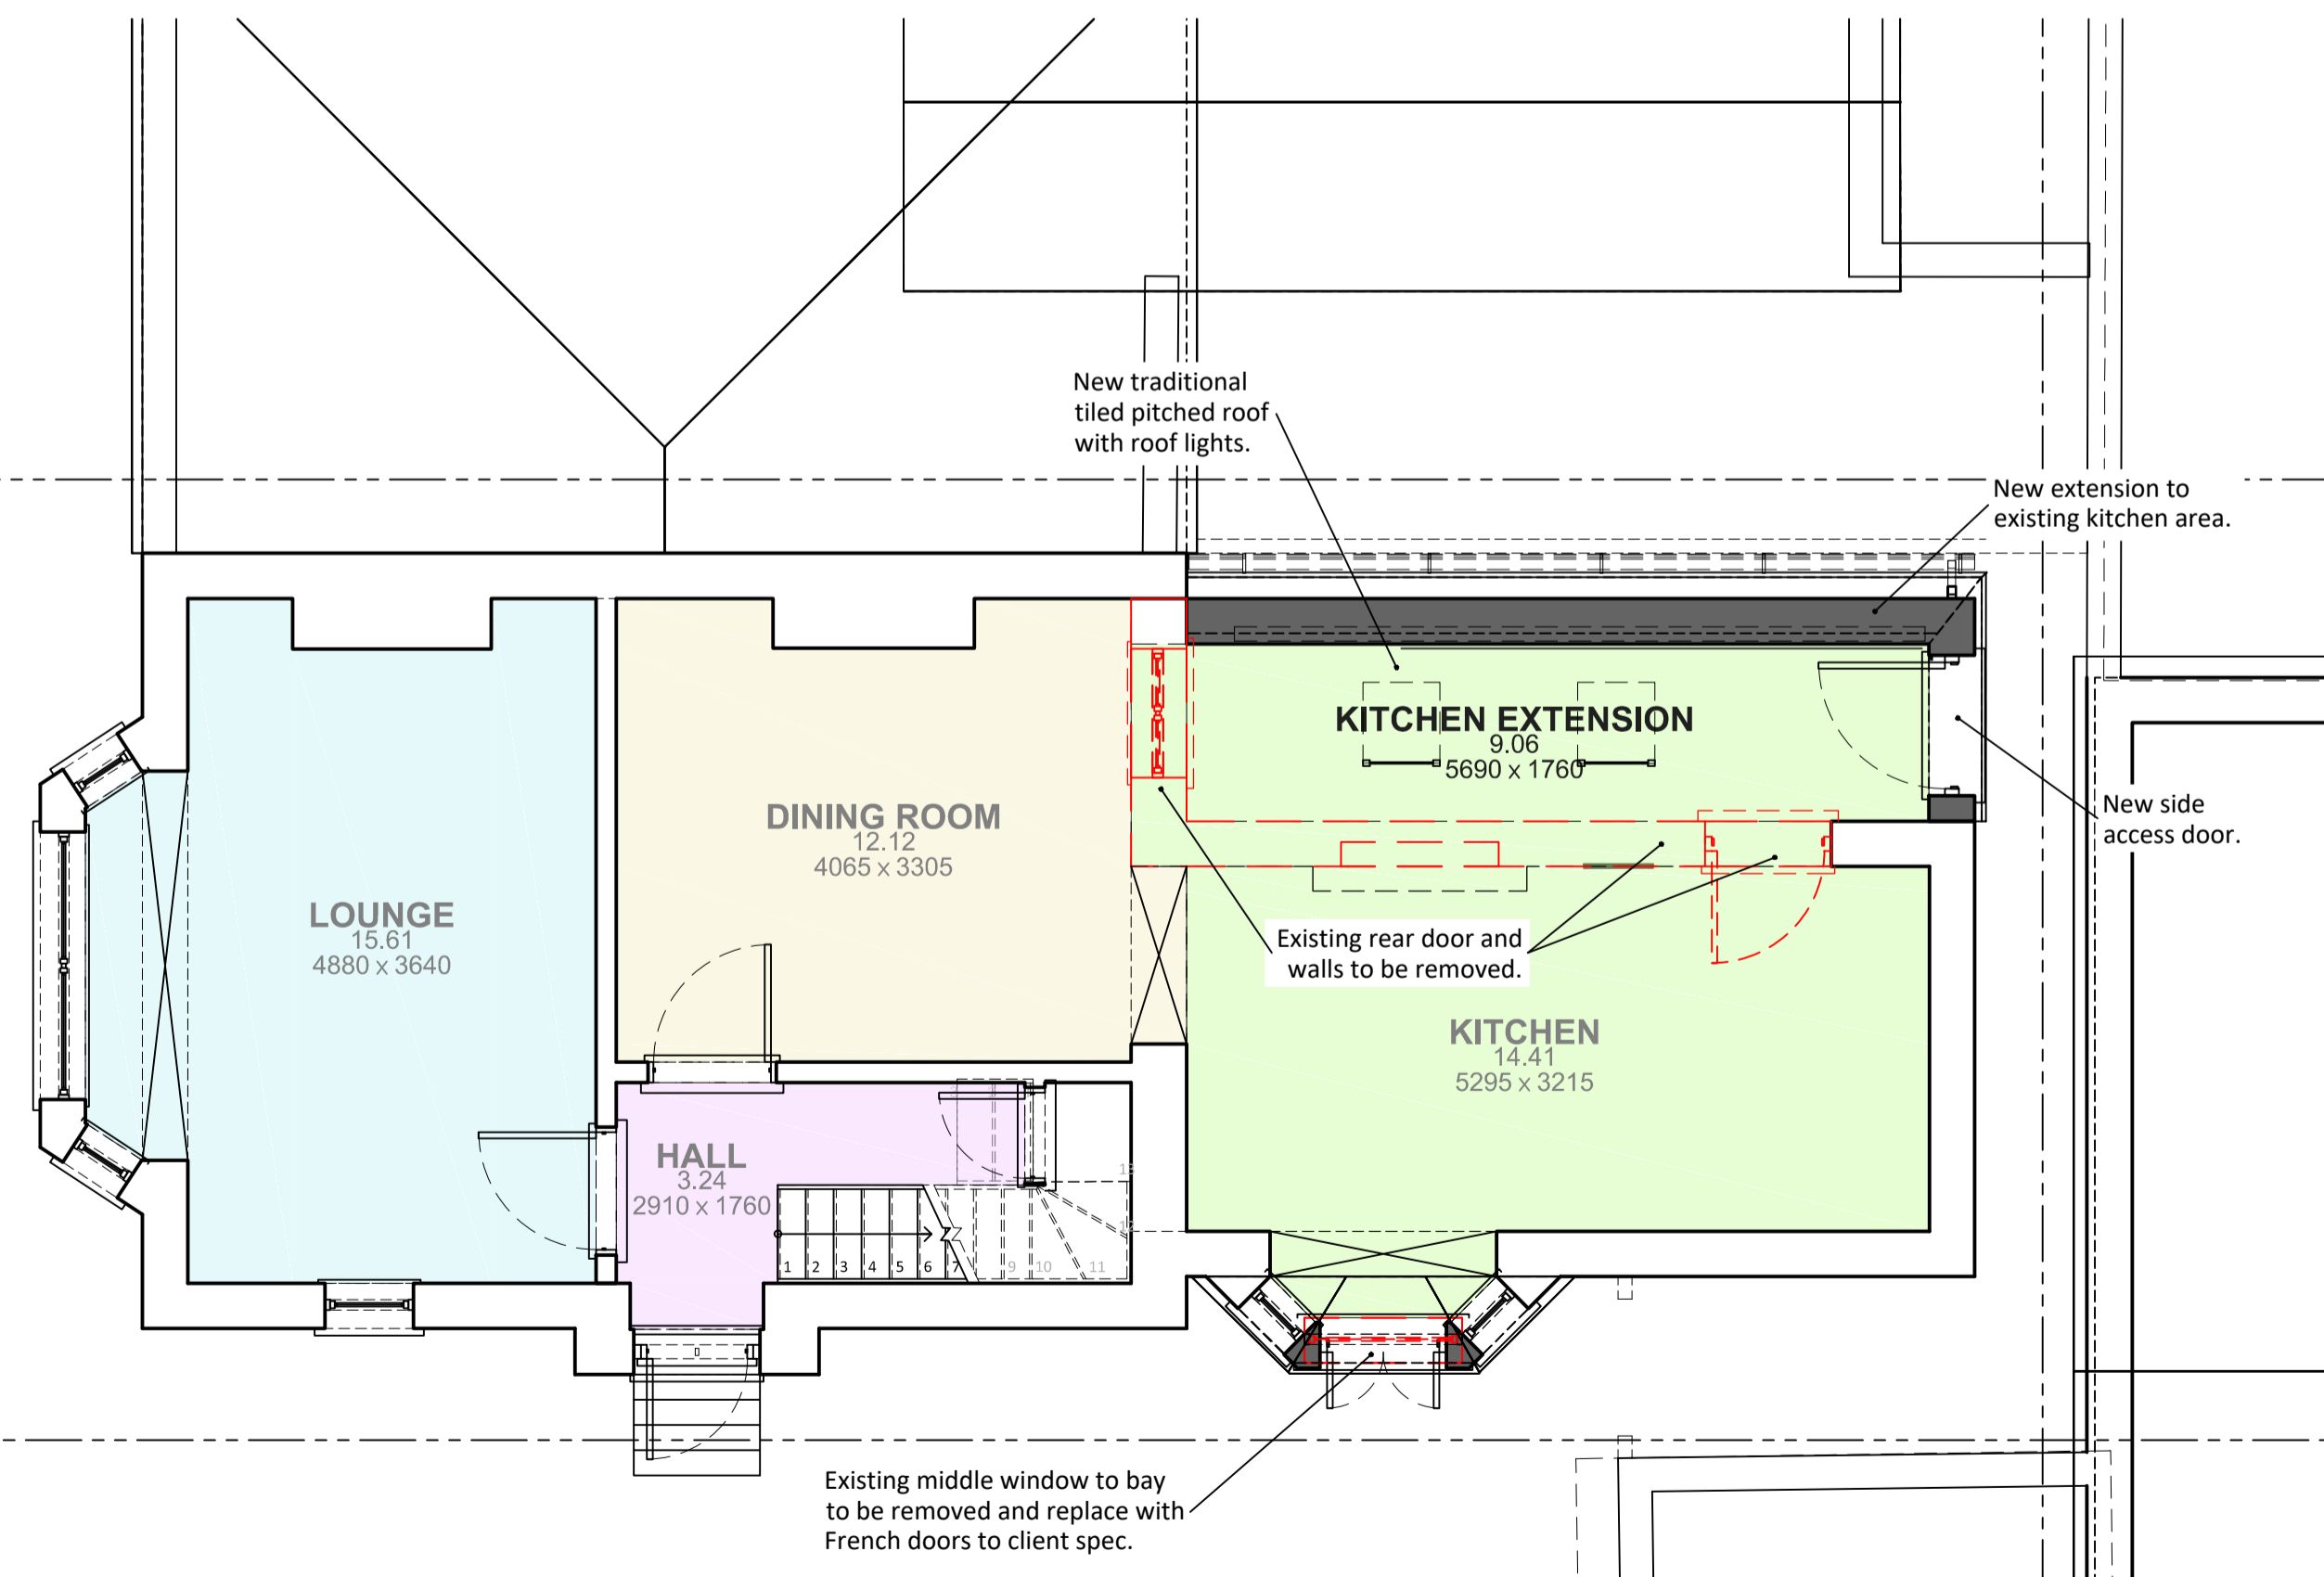 New traditional
tiled pitched roof
with roof lights.
New extension to
existing kitchen area.
KITCHEN EXTENSION
9.06
5690 x 1760
New side
access door.
DINING ROOM
12.12
4065 x 3305
LOUNGE
15.61
4880 x 3640
Existing rear door and
walls to be removed.
KITCHEN
14.41
5295 x 3215
HALL
3.24
2910 x 1760
13
12
1 2 3 4 5 6 7 9 10 11
Existing middle window to bay
to be removed and replace with
French doors to client spec.